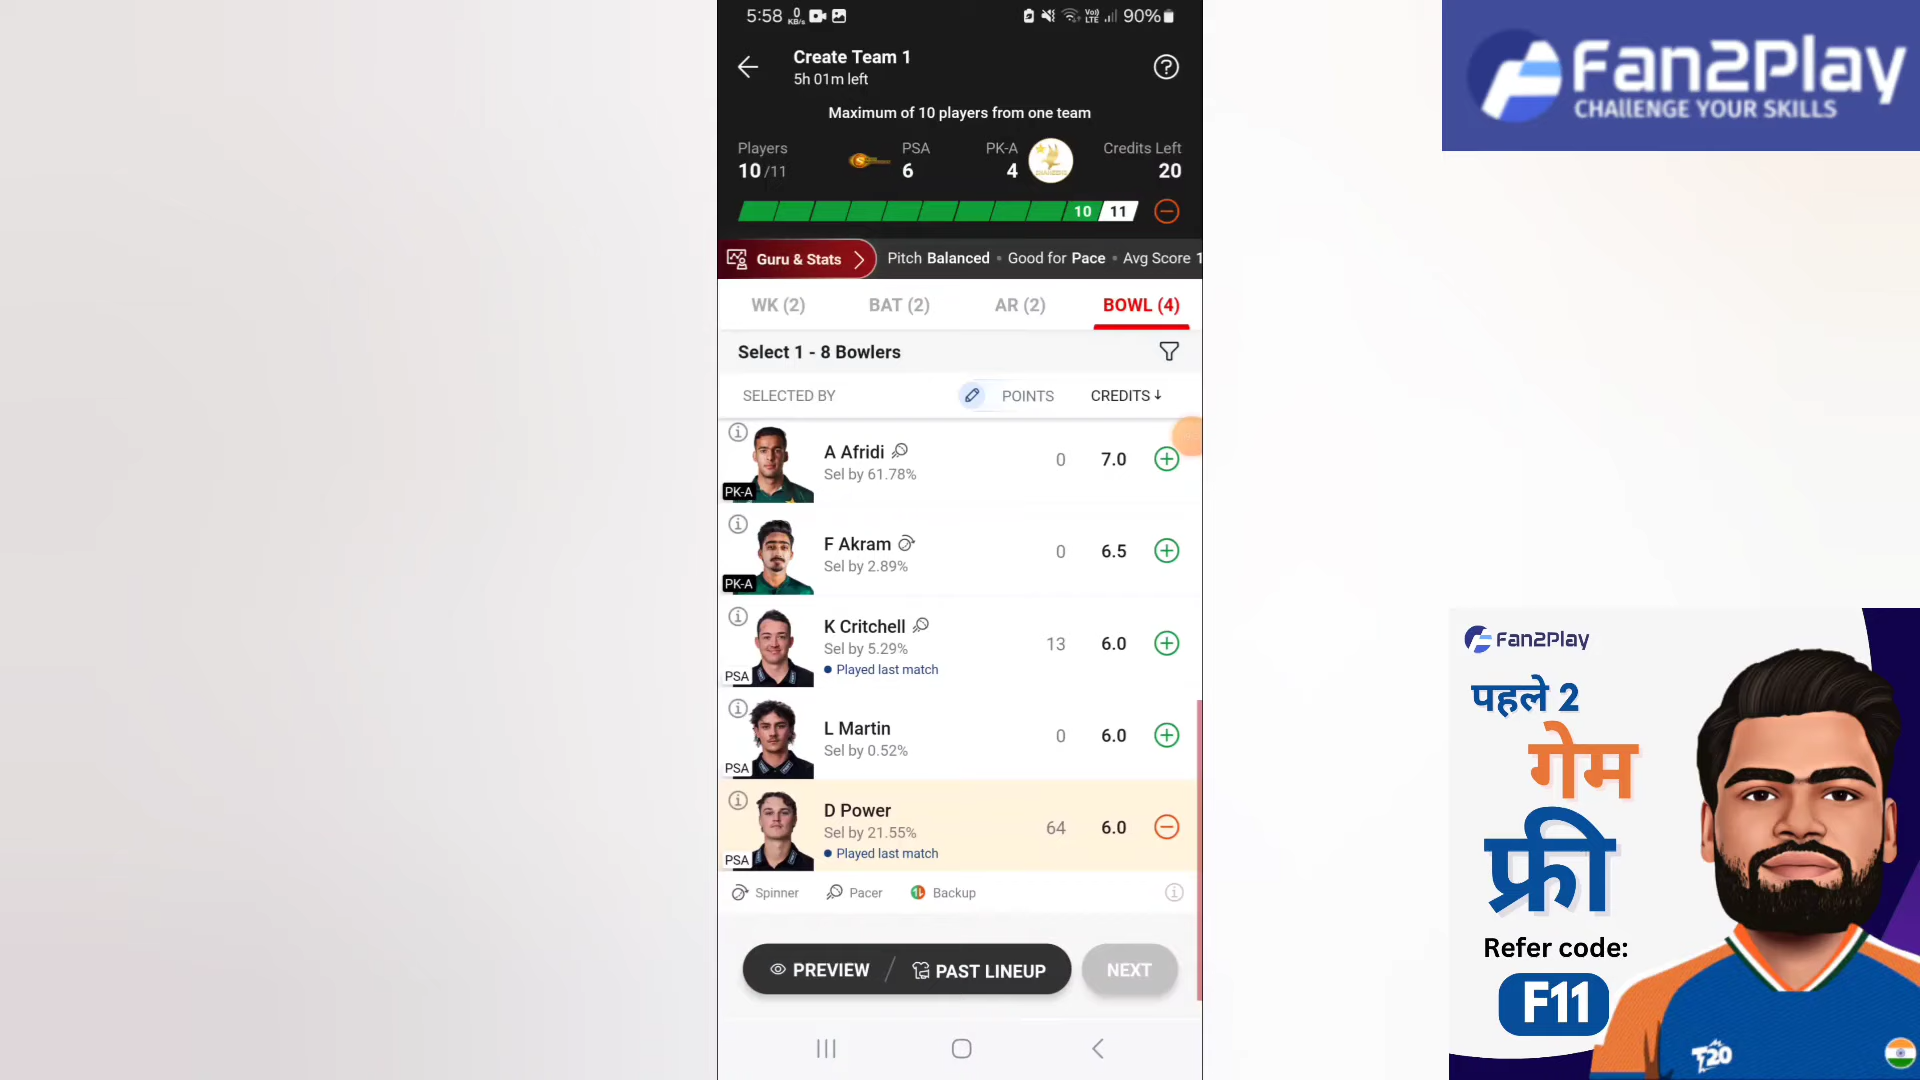 5:58 0 KB/s Vo) LTE 90%
Create Team 1
5h 01m left
Maximum of 10 players from one team
Players PSA PK-A Credits Left
10/11 6 4 20
10 11
Guru & Stats Pitch Balanced • Good for Pace • Avg Score 1
WK (2) BAT (2) AR (2) BOWL (4)
Select 1 - 8 Bowlers
SELECTED BY POINTS CREDITS↓
A Afridi
Sel by 61.78%
0 7.0
PK-A
F Akram
Sel by 2.89%
0 6.5
PK-A
K Critchell
Sel by 5.29%
13 6.0
Played last match
PSA
L Martin
Sel by 0.52%
0 6.0
PSA
D Power
Sel by 21.55%
64 6.0
Played last match
PSA
Spinner Pacer Backup
PREVIEW / PAST LINEUP NEXT
Fan2Play
CHALLENGE YOUR SKILLS
Fan2Play
पहले 2
गेम
फ्री
Refer code:
F11
T20